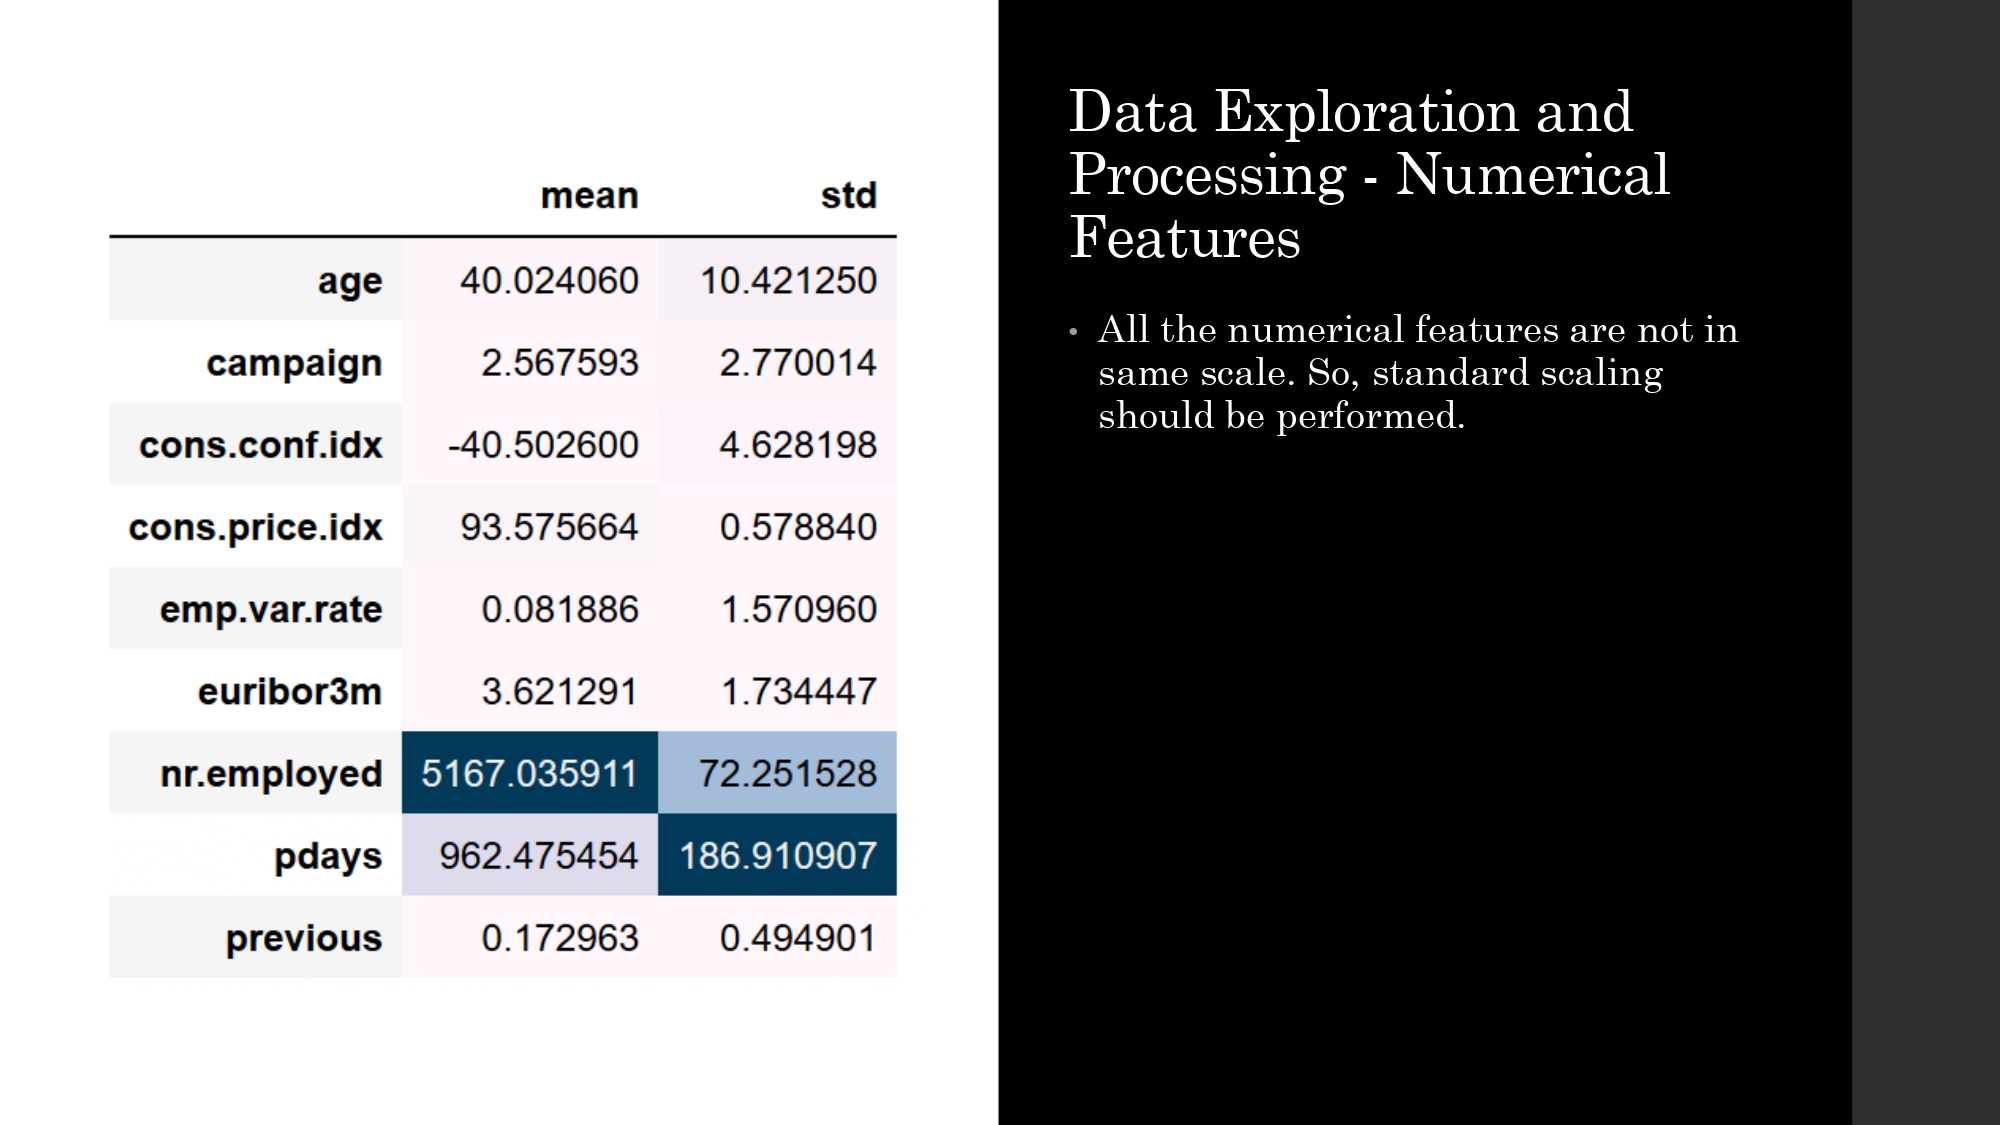 mean std
age 40.024060 10.421250
campaign 2.567593 2.770014
cons.conf.idx -40.502600 4.628198
cons.price.idx 93.575664 0.578840
emp.var.rate 0.081886 1.570960
euribor3m 3.621291 1.734447
nr.employed 5167.035911 72.251528
pdays 962.475454 186.910907
previous 0.172963 0.494901
Data Exploration and
Processing - Numerical
Features
• All the numerical features are not in
same scale. So, standard scaling
should be performed.